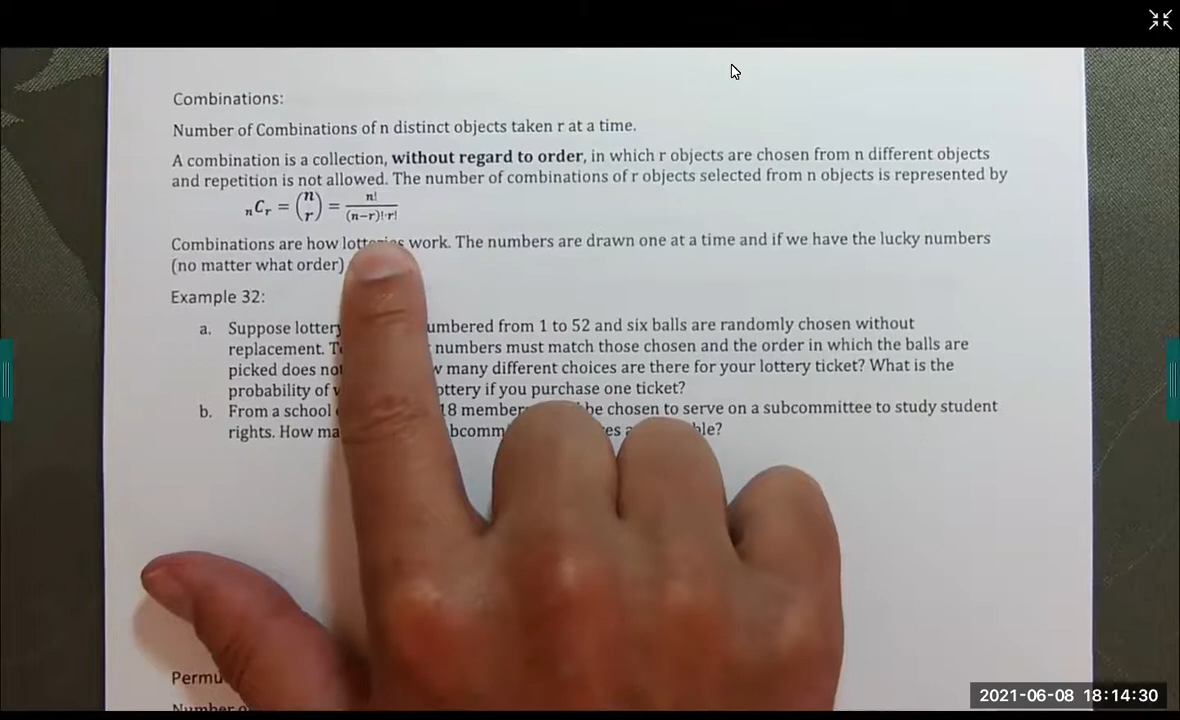 Combinations:
Number of Combinations of n distinct objects taken r at a time.
A combination is a collection, without regard to order, in which r objects are chosen from n different objects
and repetition is not allowed. The number of combinations of r objects selected from n objects is represented by
nCr = (n r) = n! / (n−r)!·r!
Combinations are how lotteries work. The numbers are drawn one at a time and if we have the lucky numbers
(no matter what order)
Example 32:
a. Suppose lottery numbered from 1 to 52 and six balls are randomly chosen without
replacement. numbers must match those chosen and the order in which the balls are
picked does many different choices are there for your lottery ticket? What is the
probability of lottery if you purchase one ticket?
b. From a school 18 members be chosen to serve on a subcommittee to study student
rights. How
Number
2021-06-08 18:14:30